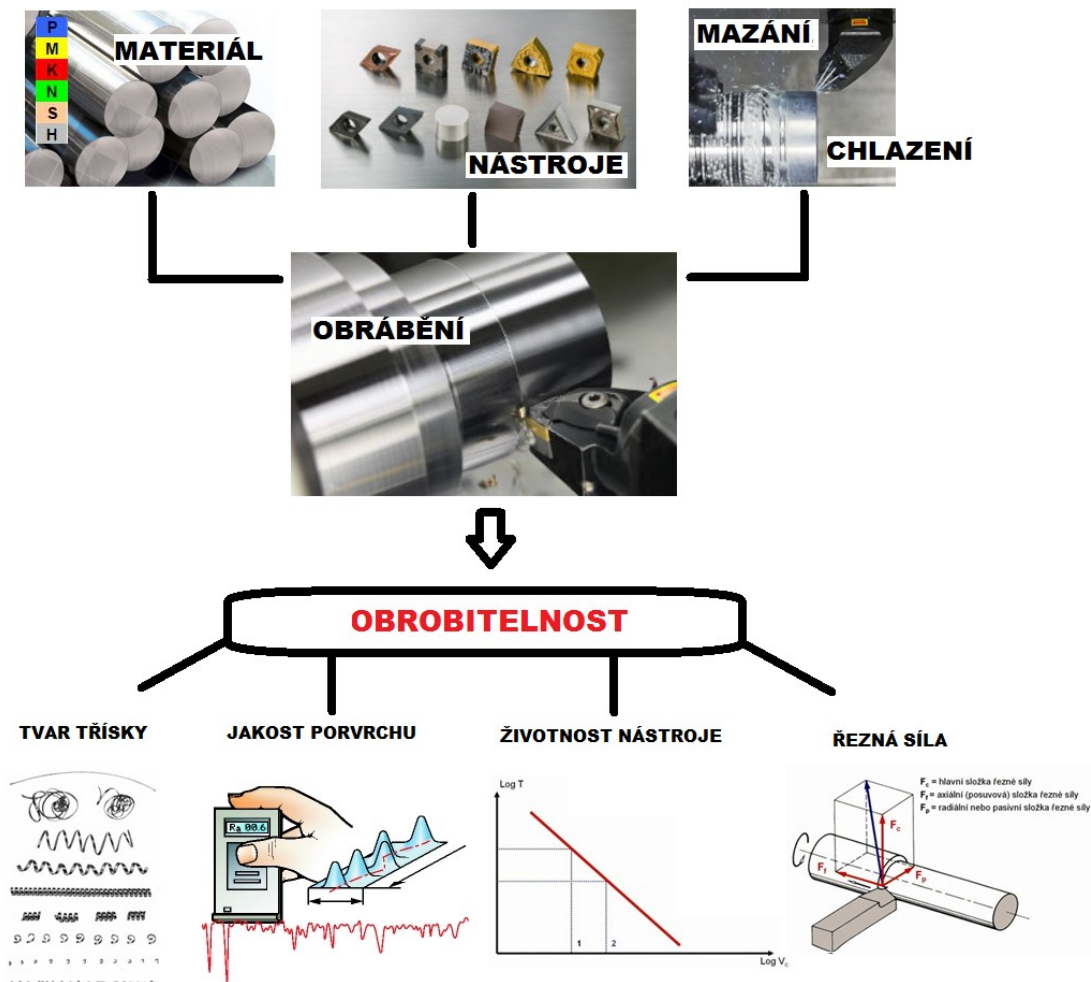 P
M
K
N
S
H
MATERIÁL
NÁSTROJE
MAZÁNÍ
CHLAZENÍ
OBRÁBĚNÍ
OBROBITELNOST
TVAR TŘÍSKY
JAKOST PORVRCHU
ŽIVOTNOST NÁSTROJE
ŘEZNÁ SÍLA
Ra 00.6
Log T
1
2
Log Vc
Fc = hlavní složka řezné síly
Ff = axiální (posuvová) složka řezné síly
Fp = radiální nebo pasivní složka řezné síly
Fc
Ff
Fp